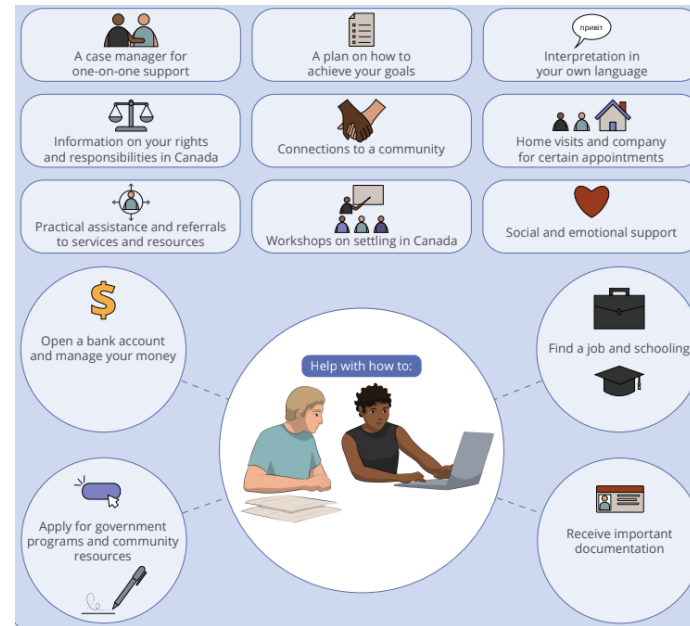 A case manager for
one-on-one support
A plan on how to
achieve your goals
привіт
Interpretation in
your own language
Information on your rights
and responsibilities in Canada
Connections to a community
Home visits and company
for certain appointments
Practical assistance and referrals
to services and resources
Workshops on settling in Canada
Social and emotional support
$
Open a bank account
and manage your money
Help with how to:
Find a job and schooling
Apply for government
programs and community
resources
Receive important
documentation